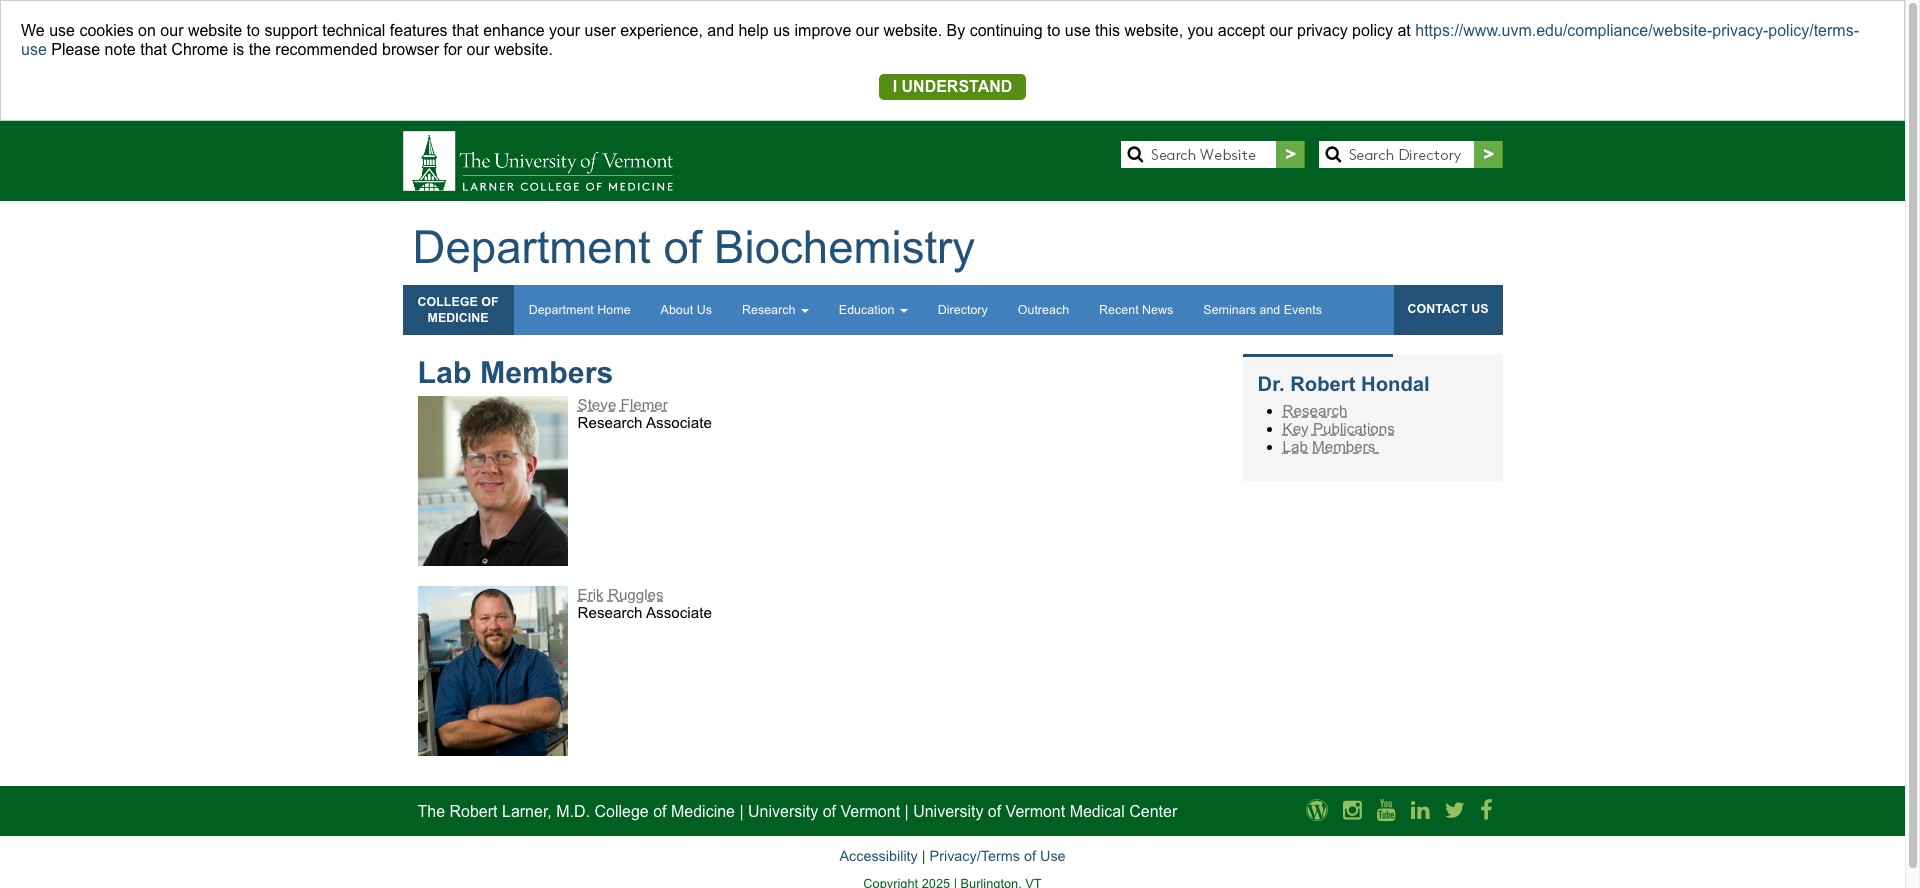 We use cookies on our website to support technical features that enhance your user experience, and help us improve our website. By continuing to use this website, you accept our privacy policy at https://www.uvm.edu/compliance/website-privacy-policy/terms-
use Please note that Chrome is the recommended browser for our website.
I UNDERSTAND
The University of Vermont
LARNER COLLEGE OF MEDICINE
Search Website >
Search Directory >
Department of Biochemistry
COLLEGE OF
MEDICINE
Department Home About Us Research Education Directory Outreach Recent News Seminars and Events
CONTACT US
Lab Members
Steve Flemer
Research Associate
Erik Ruggles
Research Associate
Dr. Robert Hondal
Research
Key Publications
Lab Members
The Robert Larner, M.D. College of Medicine | University of Vermont | University of Vermont Medical Center
You
Tube
in
f
Accessibility | Privacy/Terms of Use
Copyright 2025 | Burlington, VT